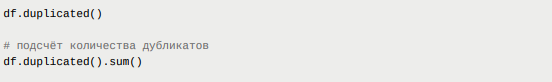 df.duplicated()
# подсчёт количества дубликатов
df.duplicated().sum()